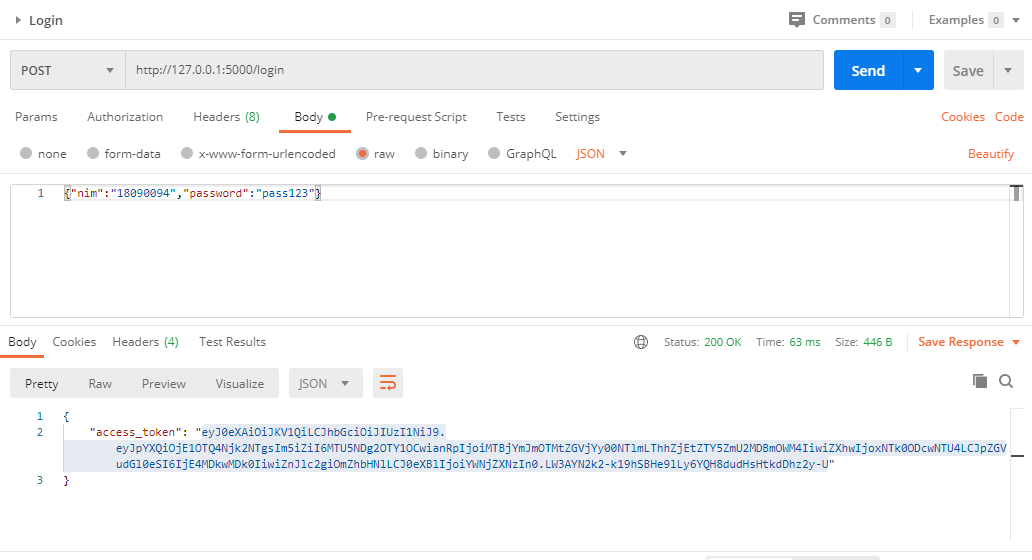 Login
Comments 0 Examples 0
POST http://127.0.0.1:5000/login Send Save
Params Authorization Headers (8) Body Pre-request Script Tests Settings Cookies Code
none form-data x-www-form-urlencoded raw binary GraphQL JSON Beautify
1 {"nim":"18090094","password":"pass123"}
Body Cookies Headers (4) Test Results Status: 200 OK Time: 63 ms Size: 446 B Save Response
Pretty Raw Preview Visualize JSON
1 {
2 "access_token": "eyJ0eXAiOiJKV1QiLCJhbGciOiJIUzI1NiJ9.
eyJpYXQiOjE1OTQ4Njk2NTgsIm5iZiI6MTU5NDg2OTY1OCwianRpIjoiMTBjYmJmOTMtZGVjYy00NTlmLThhZjEtZTY5ZmU2MDBmOWM4IiwiZXhwIjoxNTk0ODcwNTU4LCJpZGV
udGl0eSI6IjE4MDkwMDk0IiwiZnJlc2giOmZhbHNlLCJ0eXBlIjoiYWNjZXNzIn0.LW3AYN2k2-k19hSBHe9lLy6YQH8dudHsHtkdDhz2y-U"
3 }